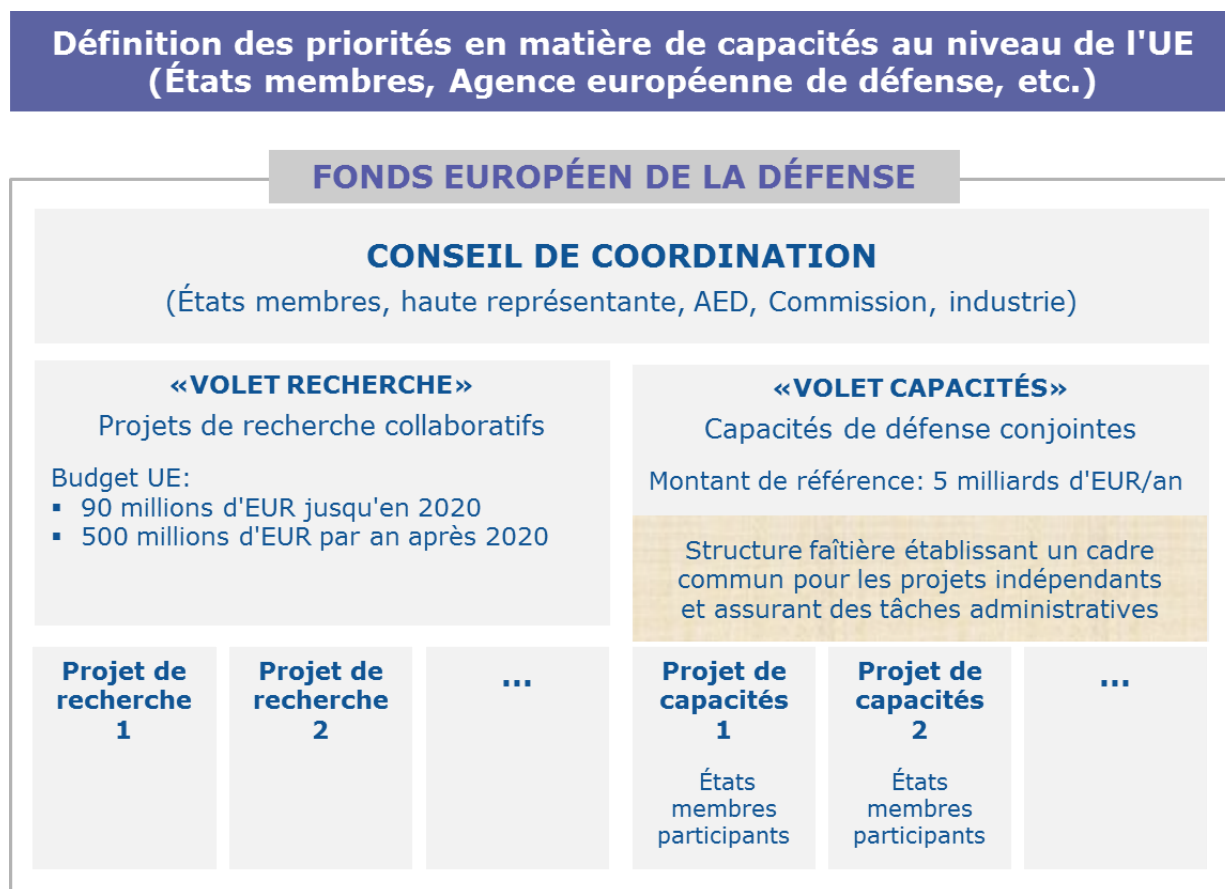 Définition des priorités en matière de capacités au niveau de l'UE
(États membres, Agence européenne de défense, etc.)
FONDS EUROPÉEN DE LA DÉFENSE
CONSEIL DE COORDINATION
(États membres, haute représentante, AED, Commission, industrie)
«VOLET RECHERCHE»
Projets de recherche collaboratifs
Budget UE:
▪ 90 millions d'EUR jusqu'en 2020
▪ 500 millions d'EUR par an après 2020
«VOLET CAPACITÉS»
Capacités de défense conjointes
Montant de référence: 5 milliards d'EUR/an
Structure faîtière établissant un cadre
commun pour les projets indépendants
et assurant des tâches administratives
Projet de
recherche
1
Projet de
recherche
2
...
Projet de
capacités
1
États
membres
participants
Projet de
capacités
2
États
membres
participants
...